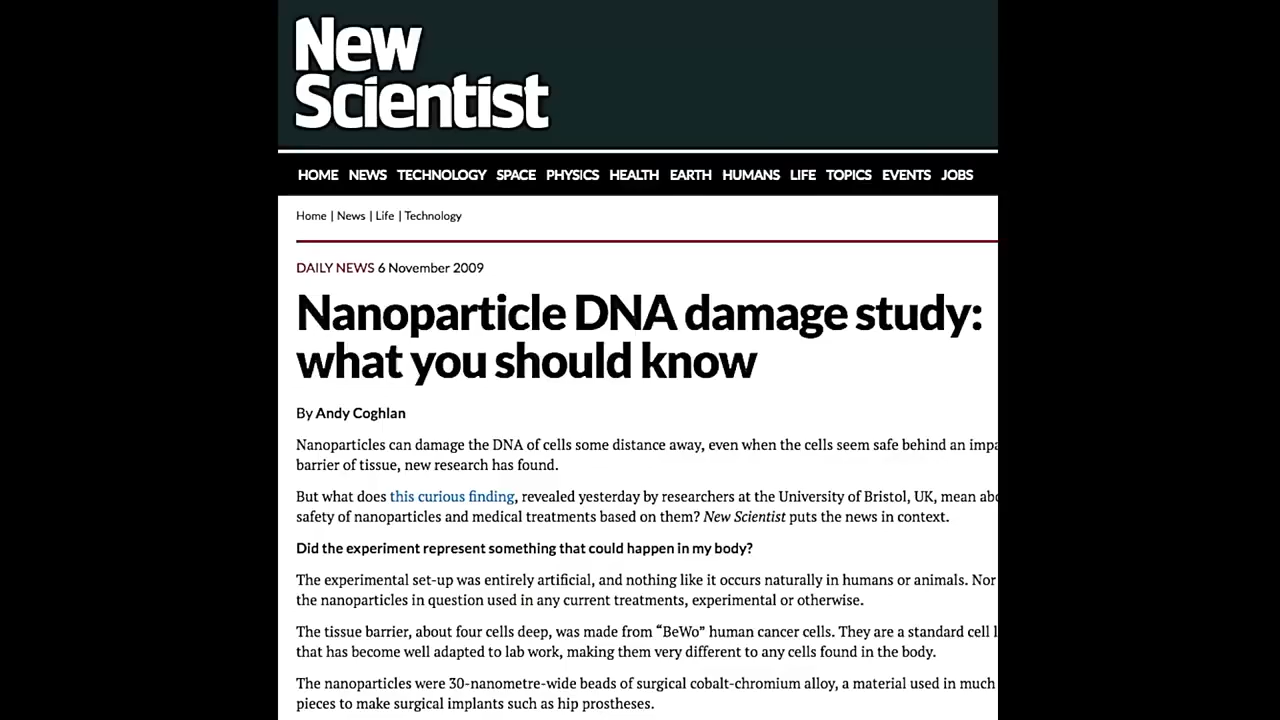 New
Scientist
HOME NEWS TECHNOLOGY SPACE PHYSICS HEALTH EARTH HUMANS LIFE TOPICS EVENTS JOBS
Home | News | Life | Technology
DAILY NEWS 6 November 2009
Nanoparticle DNA damage study:
what you should know
By Andy Coghlan
Nanoparticles can damage the DNA of cells some distance away, even when the cells seem safe behind an
barrier of tissue, new research has found.
But what does this curious finding, revealed yesterday by researchers at the University of Bristol, UK, mean
safety of nanoparticles and medical treatments based on them? New Scientist puts the news in context.
Did the experiment represent something that could happen in my body?
The experimental set-up was entirely artificial, and nothing like it occurs naturally in humans or animals. Nor
the nanoparticles in question used in any current treatments, experimental or otherwise.
The tissue barrier, about four cells deep, was made from “BeWo” human cancer cells. They are a standard cell
that has become well adapted to lab work, making them very different to any cells found in the body.
The nanoparticles were 30-nanometre-wide beads of surgical cobalt-chromium alloy, a material used in much
pieces to make surgical implants such as hip prostheses.